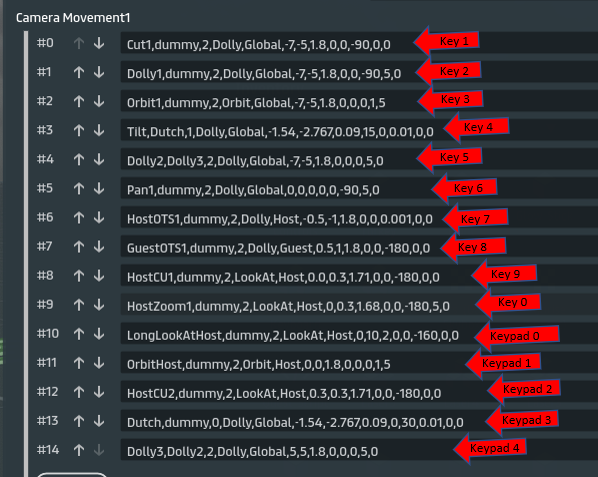 Camera Movement1
#0 Cut1,dummy,2,Dolly,Global,-7,-5,1.8,0,0,-90,0,0 Key 1
#1 Dolly1,dummy,2,Dolly,Global,-7,-5,1.8,0,0,-90,5,0 Key 2
#2 Orbit1,dummy,2,Orbit,Global,-7,-5,1.8,0,0,0,1,5 Key 3
#3 Tilt,Dutch,1,Dolly,Global,-1.54,-2.767,0.09,15,0,0.01,0,0 Key 4
#4 Dolly2,Dolly3,2,Dolly,Global,-7,-5,1.8,0,0,0,5,0 Key 5
#5 Pan1,dummy,2,Dolly,Global,0,0,0,0,0,-90,5,0 Key 6
#6 HostOTS1,dummy,2,Dolly,Host,-0.5,-1,1.8,0,0,0.001,0,0 Key 7
#7 GuestOTS1,dummy,2,Dolly,Guest,0.5,1,1.8,0,0,-180,0,0 Key 8
#8 HostCU1,dummy,2,LookAt,Host,0.0,0.3,1.71,0,0,-180,0,0 Key 9
#9 HostZoom1,dummy,2,LookAt,Host,0,0.3,1.68,0,0,-180,5,0 Key 0
#10 LongLookAtHost,dummy,2,LookAt,Host,0,10,2,0,0,-160,0,0 Keypad 0
#11 OrbitHost,dummy,2,Orbit,Host,0,0,1.8,0,0,0,1,5 Keypad 1
#12 HostCU2,dummy,2,LookAt,Host,0.3,0.3,1.71,0,0,-180,0,0 Keypad 2
#13 Dutch,dummy,0,Dolly,Global,-1.54,-2.767,0.09,0,30,0.01,0,0 Keypad 3
#14 Dolly3,Dolly2,2,Dolly,Global,5,5,1.8,0,0,0,5,0 Keypad 4